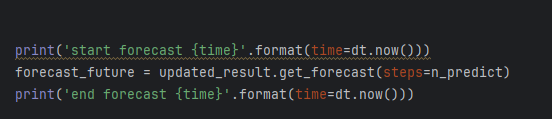 print('start forecast {time}'.format(time=dt.now()))
forecast_future = updated_result.get_forecast(steps=n_predict)
print('end forecast {time}'.format(time=dt.now()))